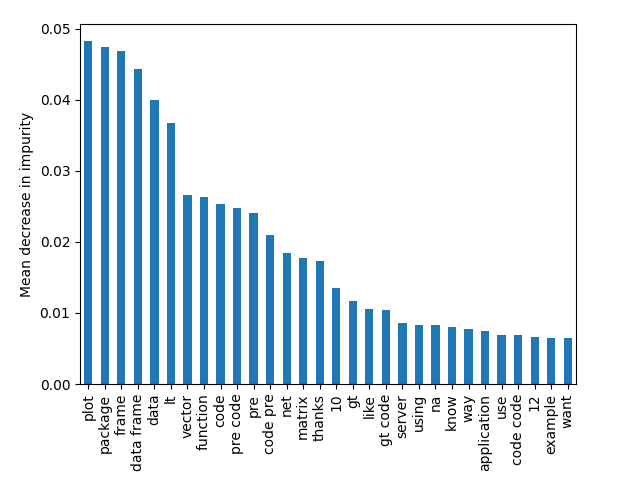 0.05
0.04
0.03
0.02
0.01
0.00
Mean decrease in impurity
plot
package
frame
data frame
data
lt
vector
function
code
pre code
pre
code pre
net
matrix
thanks
10
gt
like
gt code
server
using
na
know
way
application
use
code code
12
example
want